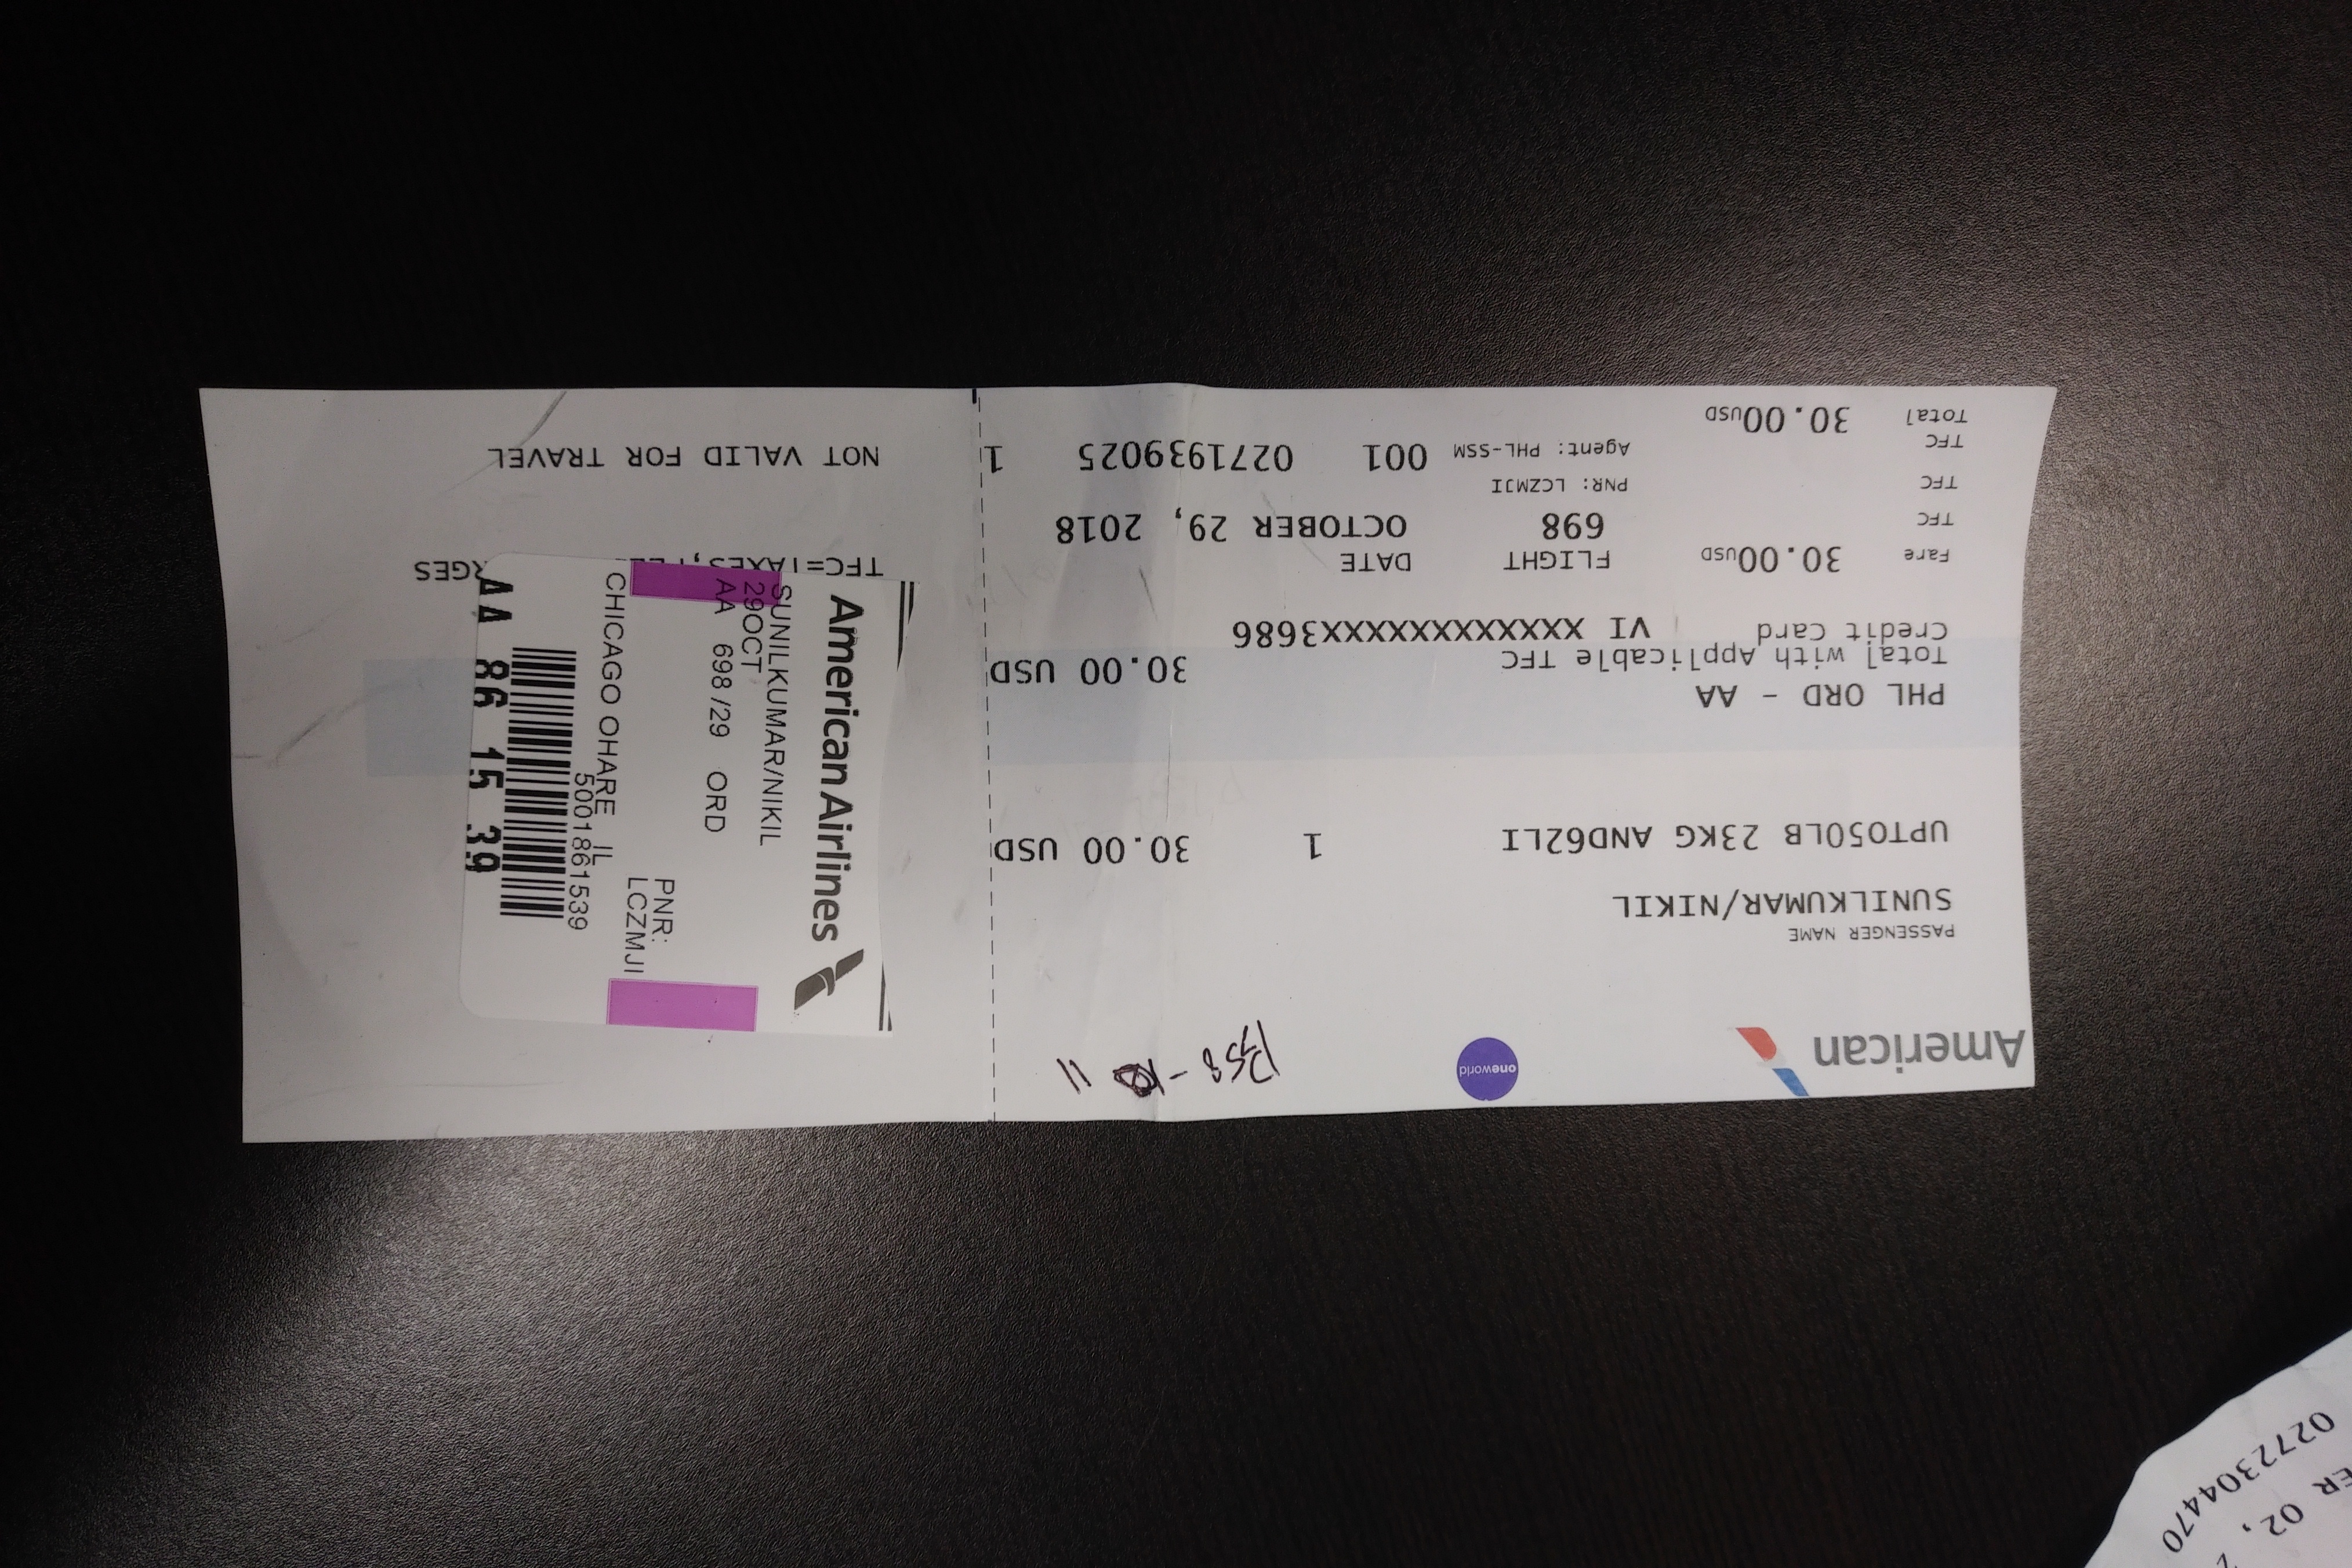 ER 02, 2
0272304470
American
oneworld
B58 - 11
PASSENGER NAME
SUNILKUMAR/NIKIL
UPTO50LB 23KG AND62LI 1 30.00 USD
PHL ORD - AA
Total with Applicable TFC 30.00 USD
Credit Card VI XXXXXXXXXXXX3686
Fare 30.00USD FLIGHT DATE
TFC 698 OCTOBER 29, 2018
TFC PNR: LCZMJI
TFC Agent: PHL-SSM 001 0271939025 1
Total 30.00USD
American Airlines
SUNILKUMAR/NIKIL
29OCT
AA 698/29 ORD
PNR:
LCZMJI
CHICAGO OHARE IL
5001861539
AA 86 15 39
TFC=TAXES, RGES
NOT VALID FOR TRAVEL